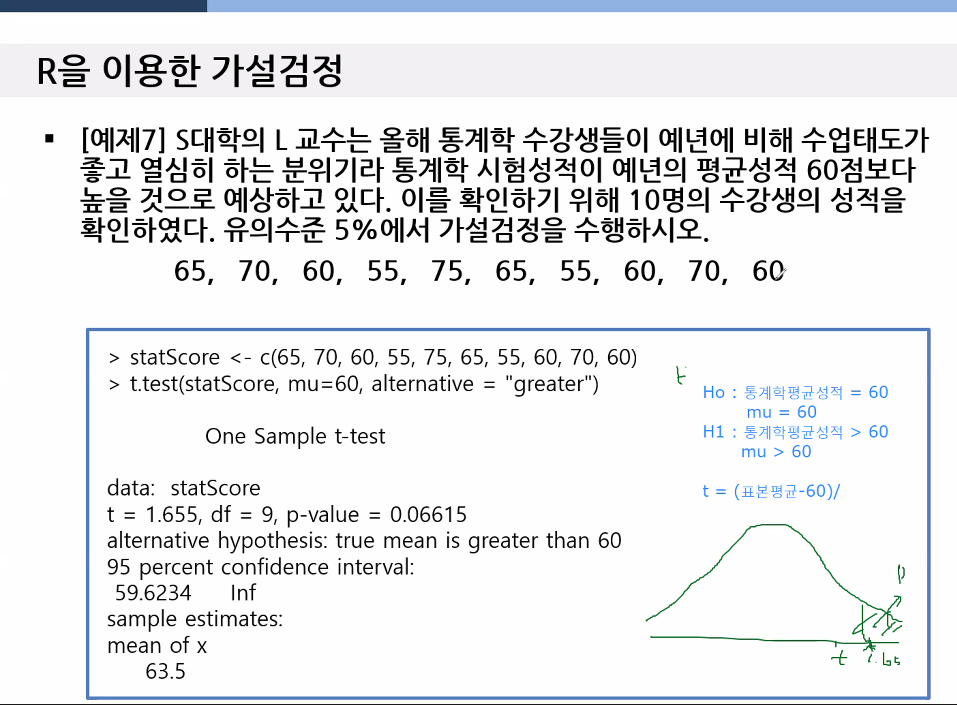 R을 이용한 가설검정
▪ [예제7] S대학의 L 교수는 올해 통계학 수강생들이 예년에 비해 수업태도가
좋고 열심히 하는 분위기라 통계학 시험성적이 예년의 평균성적 60점보다
높을 것으로 예상하고 있다. 이를 확인하기 위해 10명의 수강생의 성적을
확인하였다. 유의수준 5%에서 가설검정을 수행하시오.
65, 70, 60, 55, 75, 65, 55, 60, 70, 60
> statScore <- c(65, 70, 60, 55, 75, 65, 55, 60, 70, 60)
> t.test(statScore, mu=60, alternative = "greater")
One Sample t-test
data: statScore
t = 1.655, df = 9, p-value = 0.06615
alternative hypothesis: true mean is greater than 60
95 percent confidence interval:
59.6234 Inf
sample estimates:
mean of x
63.5
t
Ho : 통계학평균성적 = 60
mu = 60
H1 : 통계학평균성적 > 60
mu > 60
t = (표본평균-60)/
p
t 1.65